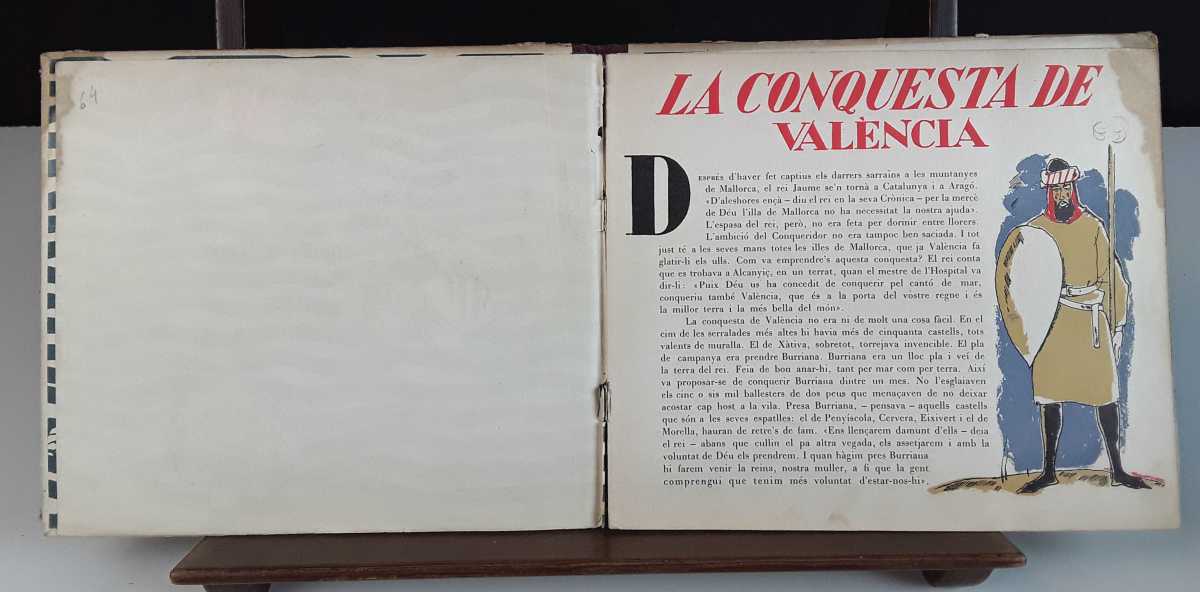 64
LA CONQUESTA DE
VALÈNCIA
DESPRÉS d'haver fet captius els darrers sarraïns a les muntanyes
de Mallorca, el rei Jaume se'n tornà a Catalunya i a Aragó.
«D'aleshores ençà – diu el rei en la seva Crònica – per la mercè
de Déu l'illa de Mallorca no ha necessitat la nostra ajuda».
L'espasa del rei, però, no era feta per dormir entre llorers.
L'ambició del Conqueridor no era tampoc ben saciada. I tot
just té a les seves mans totes les illes de Mallorca, que ja València fa
glatir-li els ulls. Com va emprendre's aquesta conquesta? El rei conta
que es trobava a Alcanyiç, en un terrat, quan el mestre de l'Hospital va
dir-li: «Puix Déu us ha concedit de conquerir pel cantó de mar,
conqueriu també València, que és a la porta del vostre regne i és
la millor terra i la més bella del món».
La conquesta de València no era ni de molt una cosa fàcil. En el
cim de les serralades més altes hi havia més de cinquanta castells, tots
valents de muralla. El de Xàtiva, sobretot, torrejava invencible. El pla
de campanya era prendre Burriana. Burriana era un lloc pla i veí de
la terra del rei. Feia de bon anar-hi, tant per mar com per terra. Així
va proposar-se de conquerir Burriana dintre un mes. No l'esglaiaven
els cinc o sis mil ballesters de dos peus que menaçaven de no deixar
acostar cap host a la vila. Presa Burriana, – pensava – aquells castells
que són a les seves espatlles: el de Penyíscola, Cervera, Eixivert i el de
Morella, hauran de retre's de fam. «Ens llençarem damunt d'ells – deia
el rei – abans que cullin el pa altra vegada, els assetjarem i amb la
voluntat de Déu els prendrem. I quan hàgim pres Burriana
hi farem venir la reina, nostra muller, a fi que la gent
comprengui que tenim més voluntat d'estar-nos-hi».